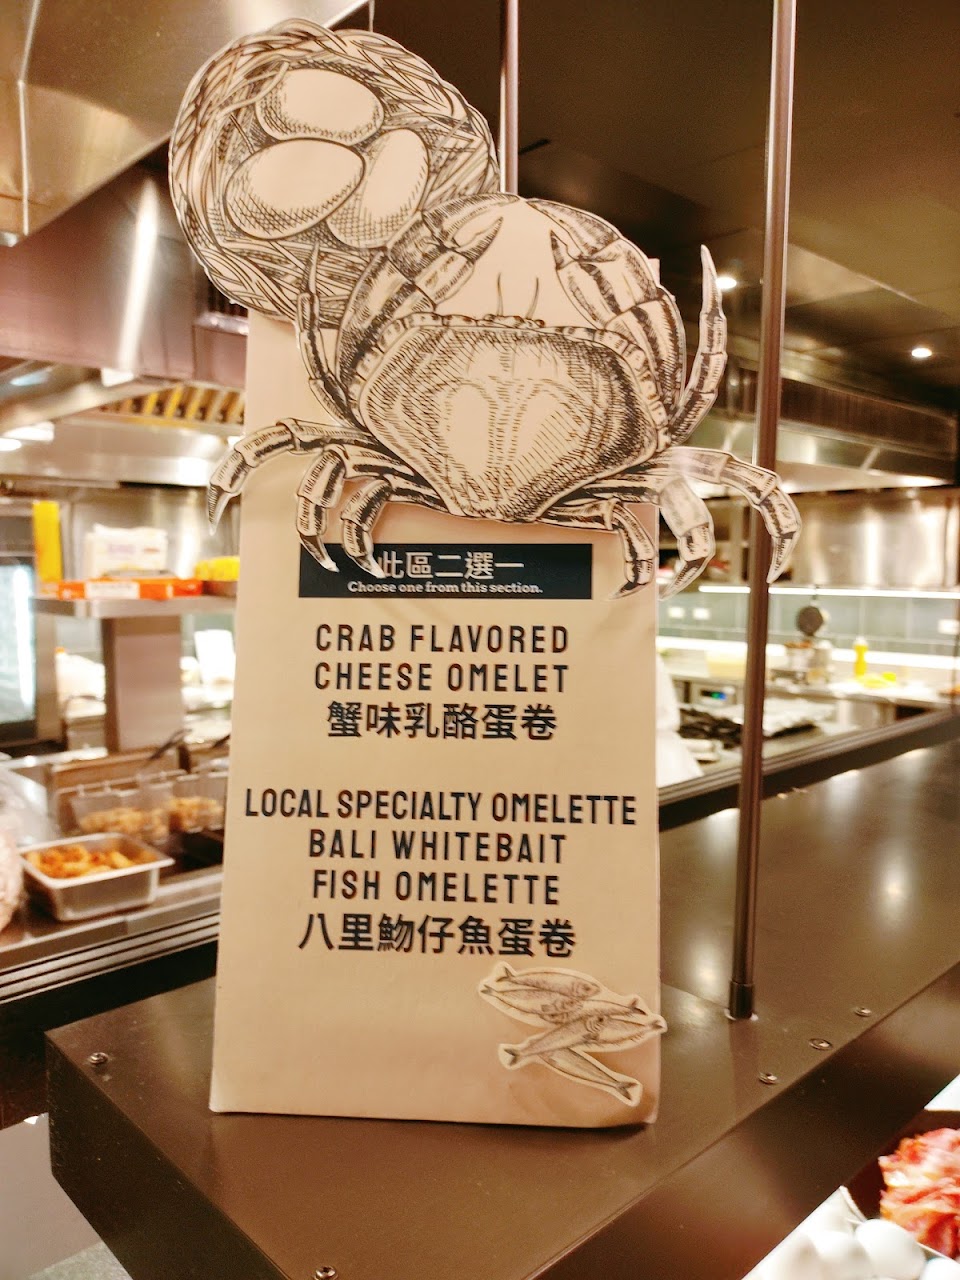 此區二選一
Choose one from this section.
CRAB FLAVORED
CHEESE OMELET
蟹味乳酪蛋卷
LOCAL SPECIALTY OMELETTE
BALI WHITEBAIT
FISH OMELETTE
八里魩仔魚蛋卷